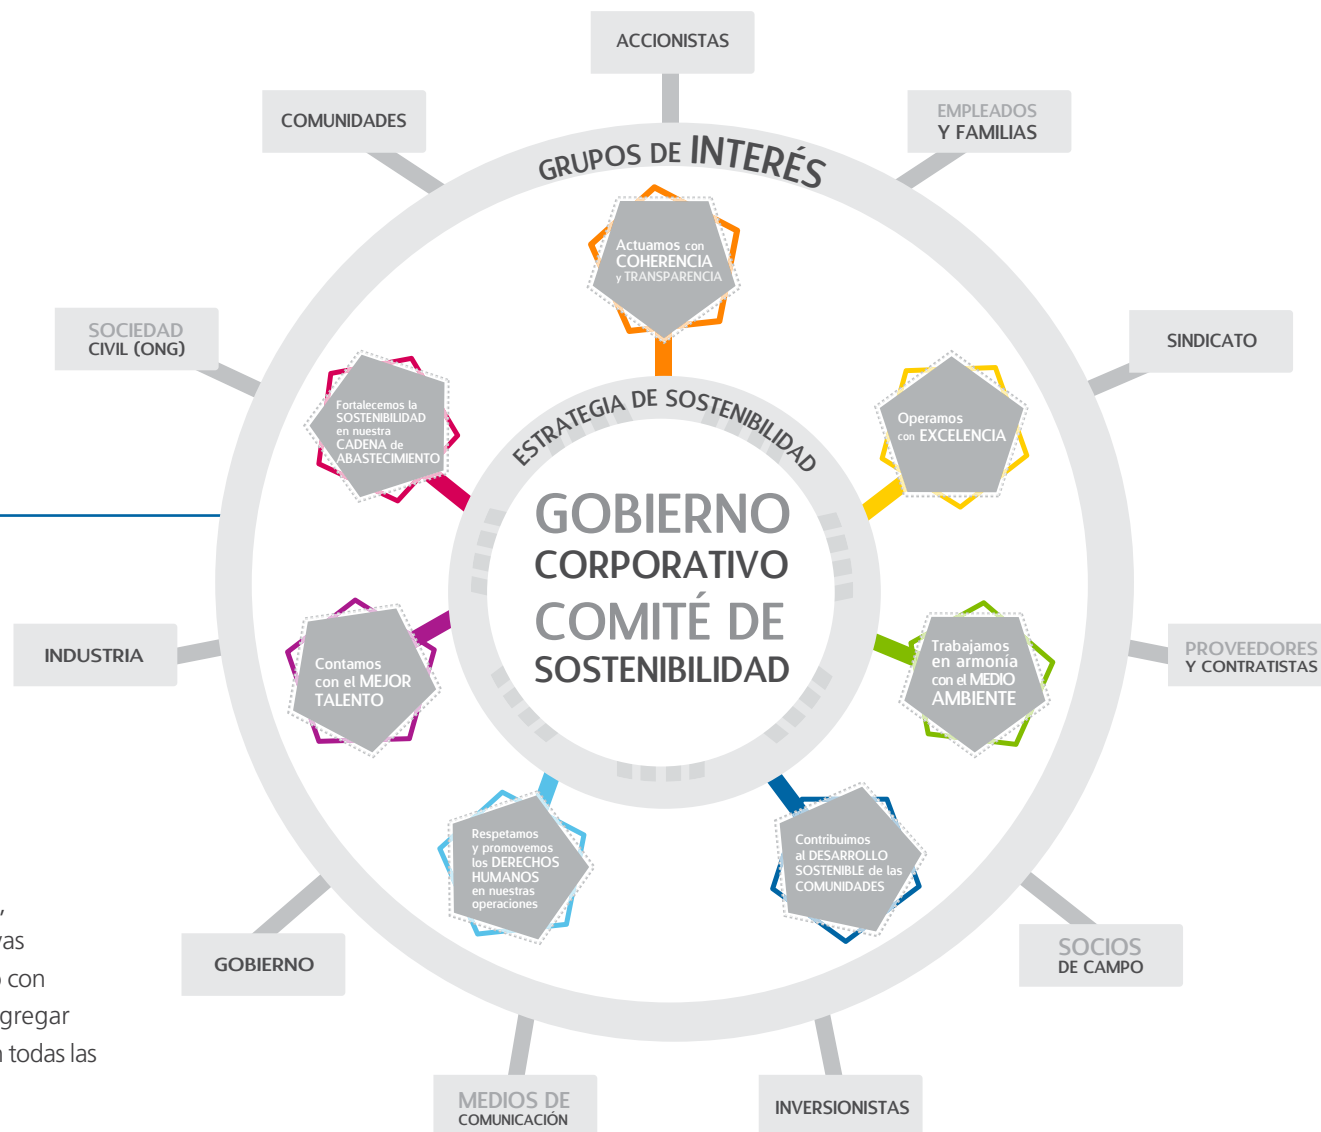 ACCIONISTAS
COMUNIDADES
EMPLEADOS
Y FAMILIAS
GRUPOS DE INTERÉS
Actuamos con
COHERENCIA
y TRANSPARENCIA
SOCIEDAD
CIVIL (ONG)
SINDICATO
Fortalecemos la
SOSTENIBILIDAD
en nuestra
CADENA de
ABASTECIMIENTO
ESTRATEGIA DE SOSTENIBILIDAD
Operamos
con EXCELENCIA
GOBIERNO
CORPORATIVO
COMITÉ DE
SOSTENIBILIDAD
INDUSTRIA
Contamos
con el MEJOR
TALENTO
Trabajamos
en armonía
con el MEDIO
AMBIENTE
PROVEEDORES
Y CONTRATISTAS
Respetamos
y promovemos
los DERECHOS
HUMANOS
en nuestras
operaciones
Contribuimos
al DESARROLLO
SOSTENIBLE de las
COMUNIDADES
GOBIERNO
SOCIOS
DE CAMPO
con
todas las
MEDIOS DE
COMUNICACIÓN
INVERSIONISTAS